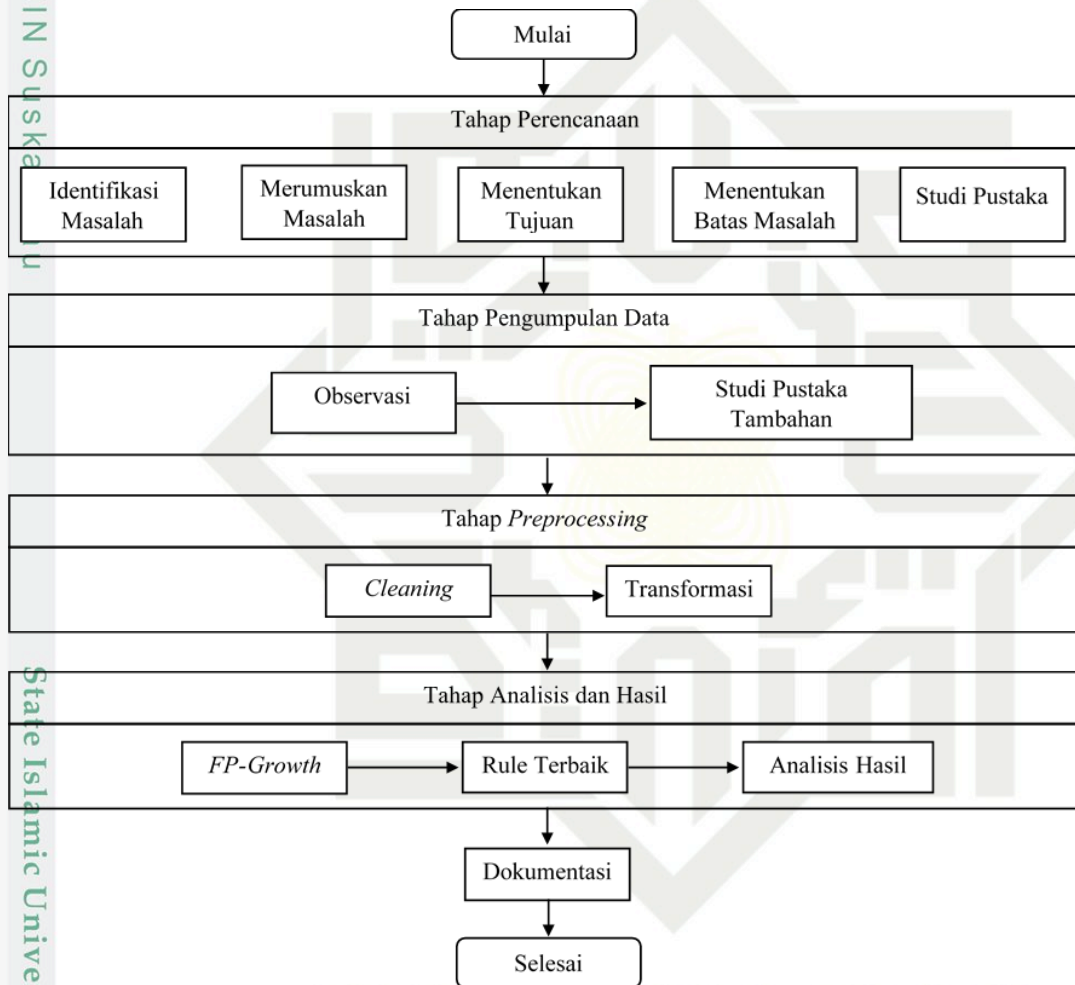 Mulai
Tahap Perencanaan
Identifikasi
Masalah
Merumuskan
Masalah
Menentukan
Tujuan
Menentukan
Batas Masalah
Studi Pustaka
Tahap Pengumpulan Data
Observasi
Studi Pustaka
Tambahan
Tahap Preprocessing
Cleaning
Transformasi
Tahap Analisis dan Hasil
FP-Growth
Rule Terbaik
Analisis Hasil
Dokumentasi
Selesai
IN Suska
State Islamic Unive